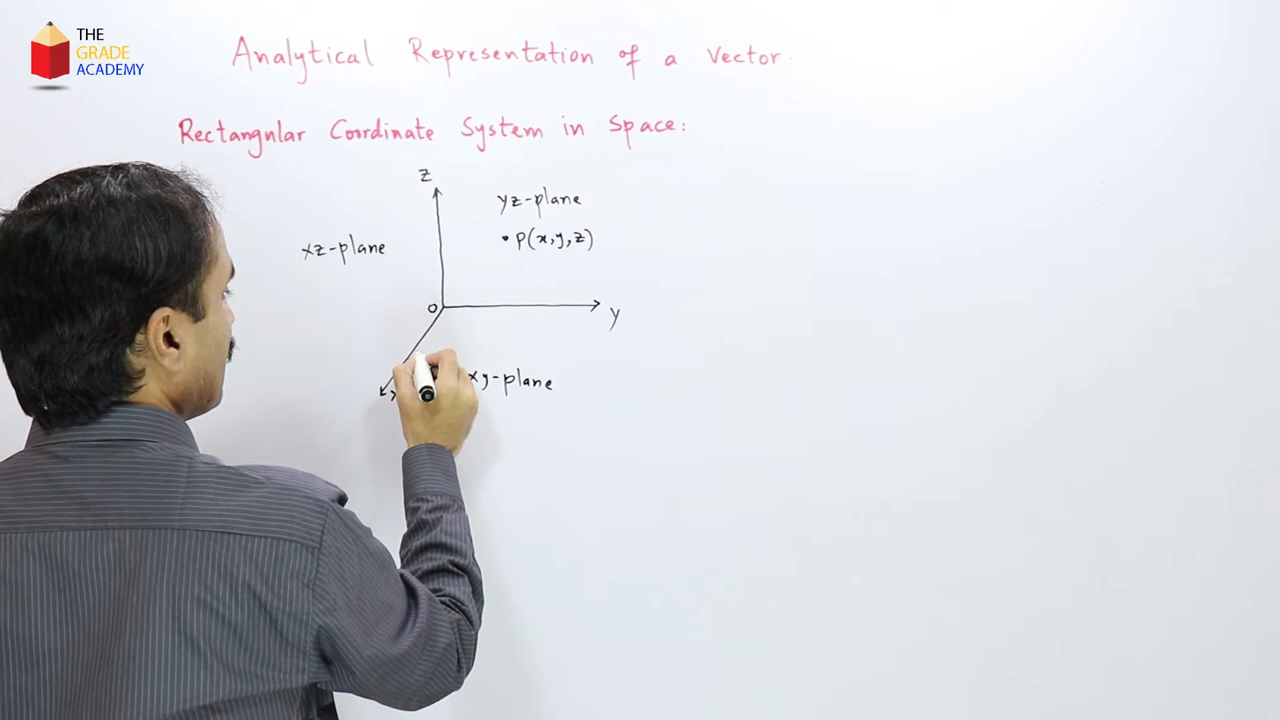 THE
GRADE
ACADEMY
Analytical Representation of a Vector.
Rectangular Coordinate System in Space:
z
yz-plane
xz-plane
P(x,y,z)
O
y
xy-plane